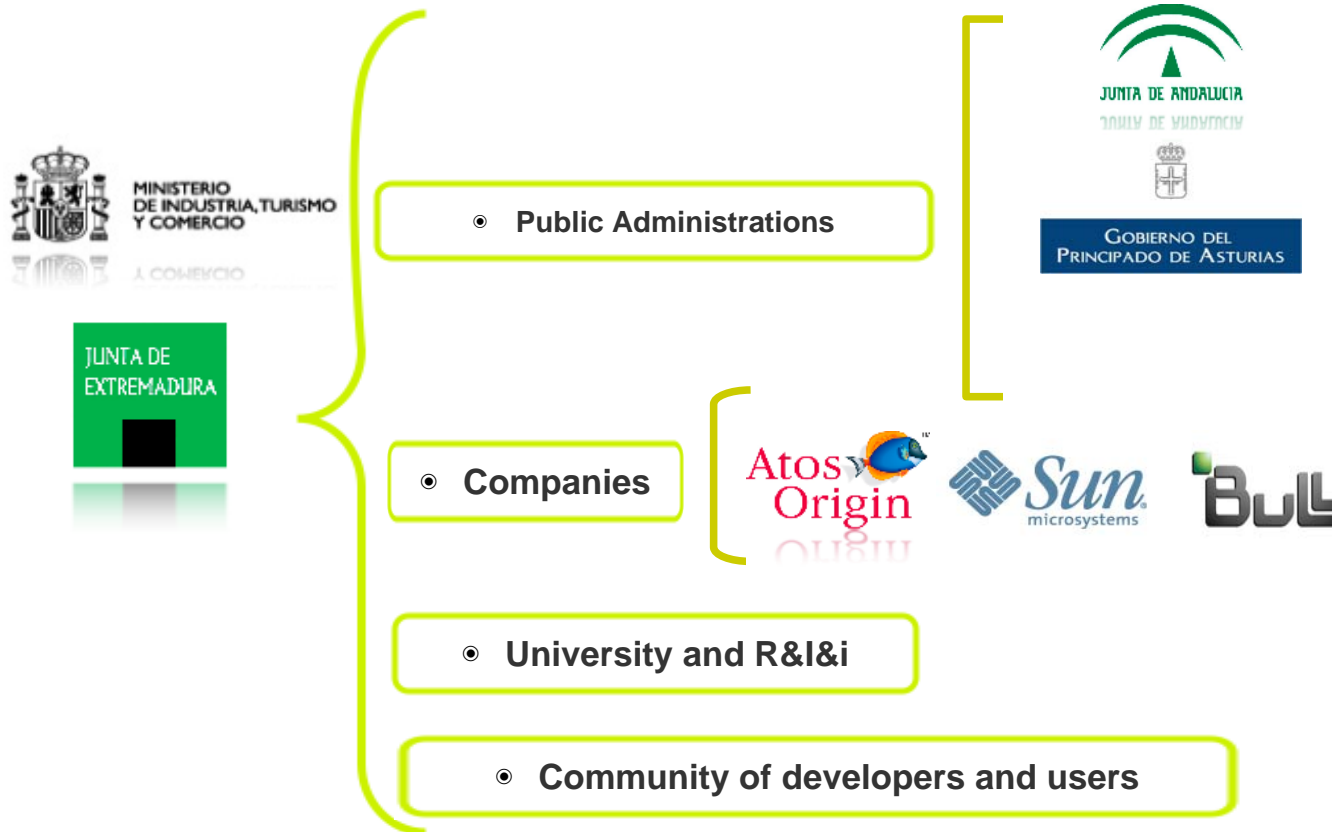 MINISTERIO
DE INDUSTRIA, TURISMO
Y COMERCIO
JUNTA DE
EXTREMADURA
◉ Public Administrations
JUNTA DE ANDALUCIA
GOBIERNO DEL
PRINCIPADO DE ASTURIAS
◉ Companies
Atos
Origin
Sun
microsystems
Bull
◉ University and R&I&i
◉ Community of developers and users